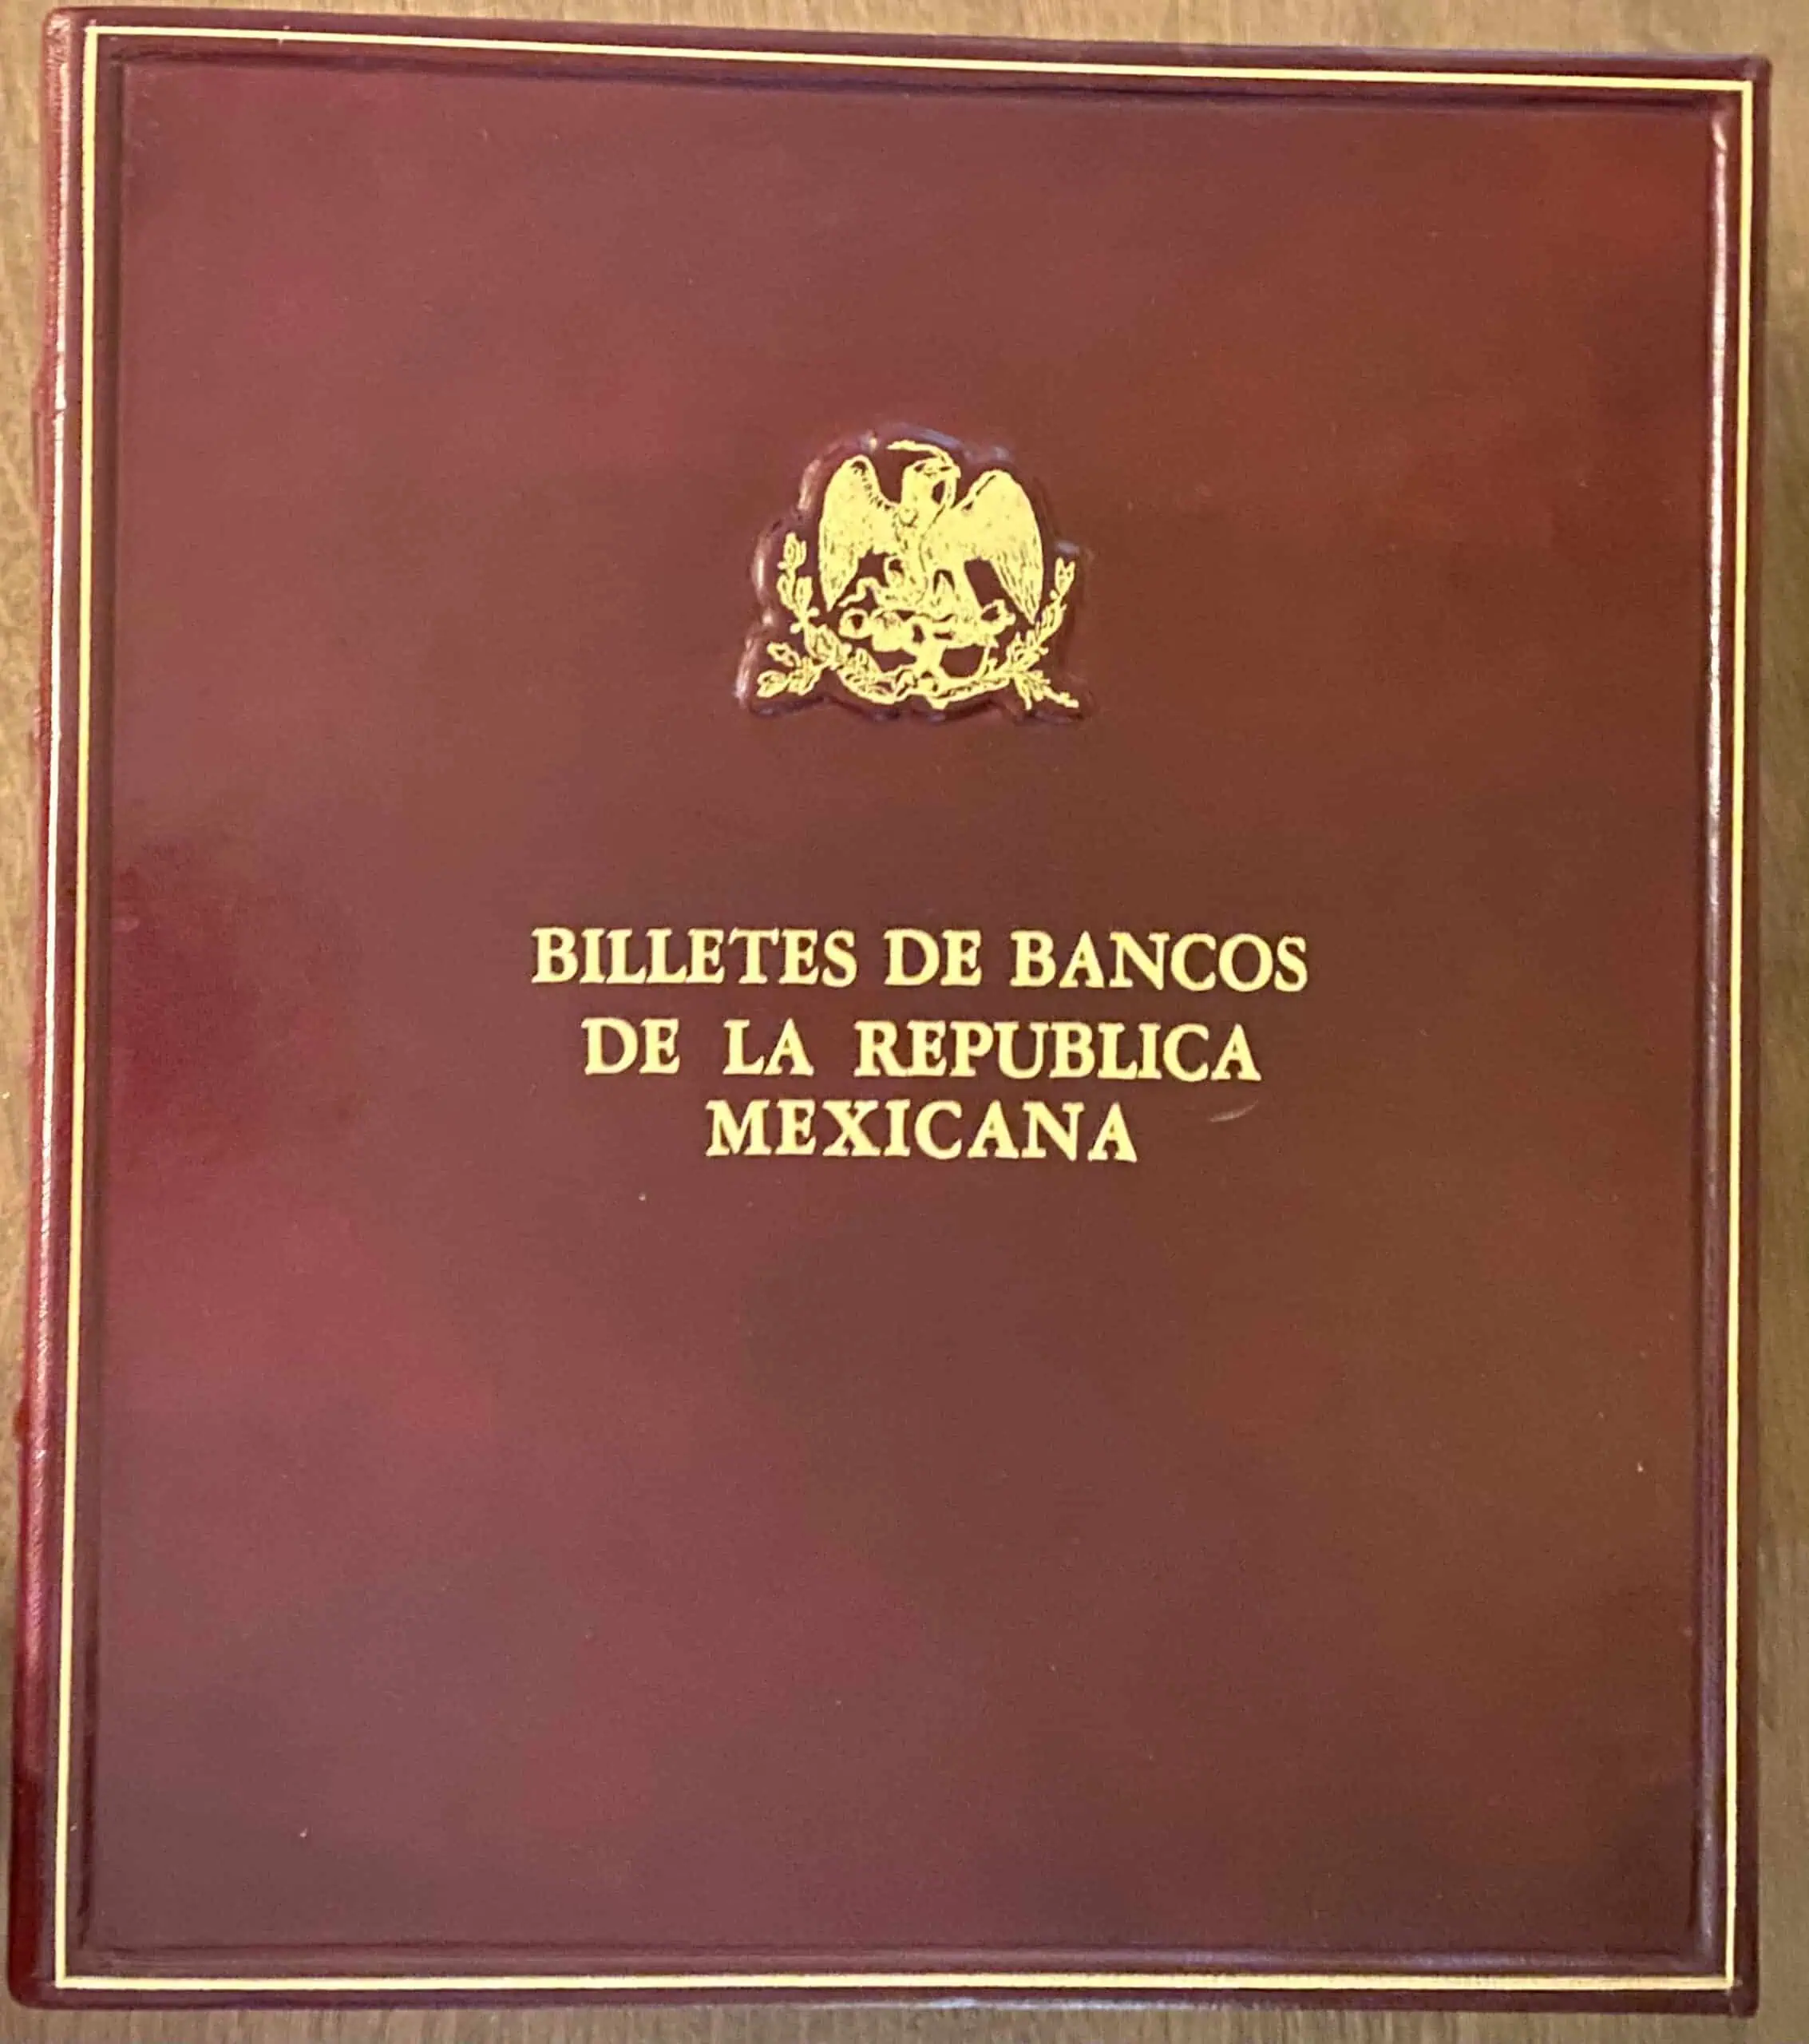 BILLETES DE BANCOS
DE LA REPUBLICA
MEXICANA